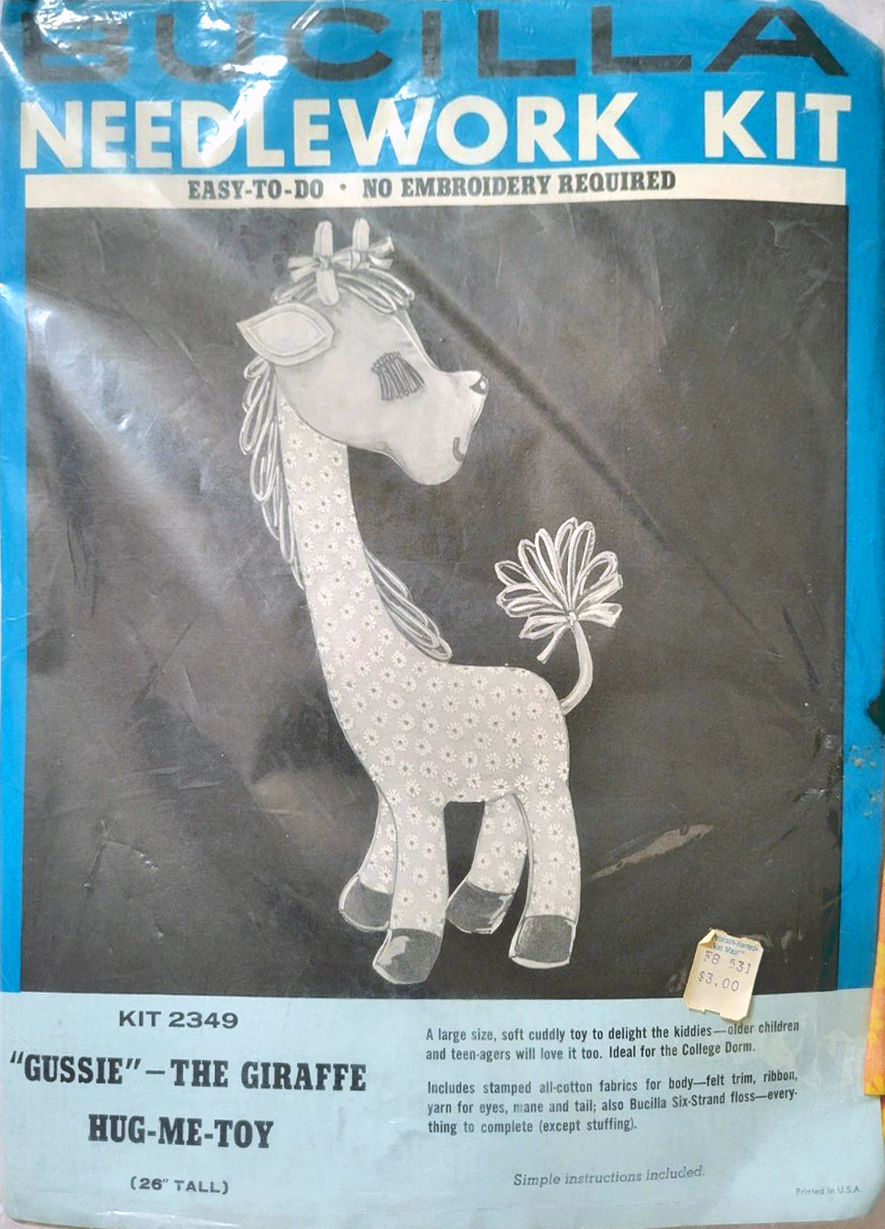 BUCILLA
NEEDLEWORK KIT
EASY-TO-DO • NO EMBROIDERY REQUIRED
F8 531
$3.00
KIT 2349
"GUSSIE"—THE GIRAFFE
HUG-ME-TOY
(26" TALL)
A large size, soft cuddly toy to delight the kiddies—older children
and teen-agers will love it too. Ideal for the College Dorm.
Includes stamped all-cotton fabrics for body—felt trim, ribbon,
yarn for eyes, mane and tail; also Bucilla Six-Strand floss—every-
thing to complete (except stuffing).
Simple instructions included.
Printed in U.S.A.